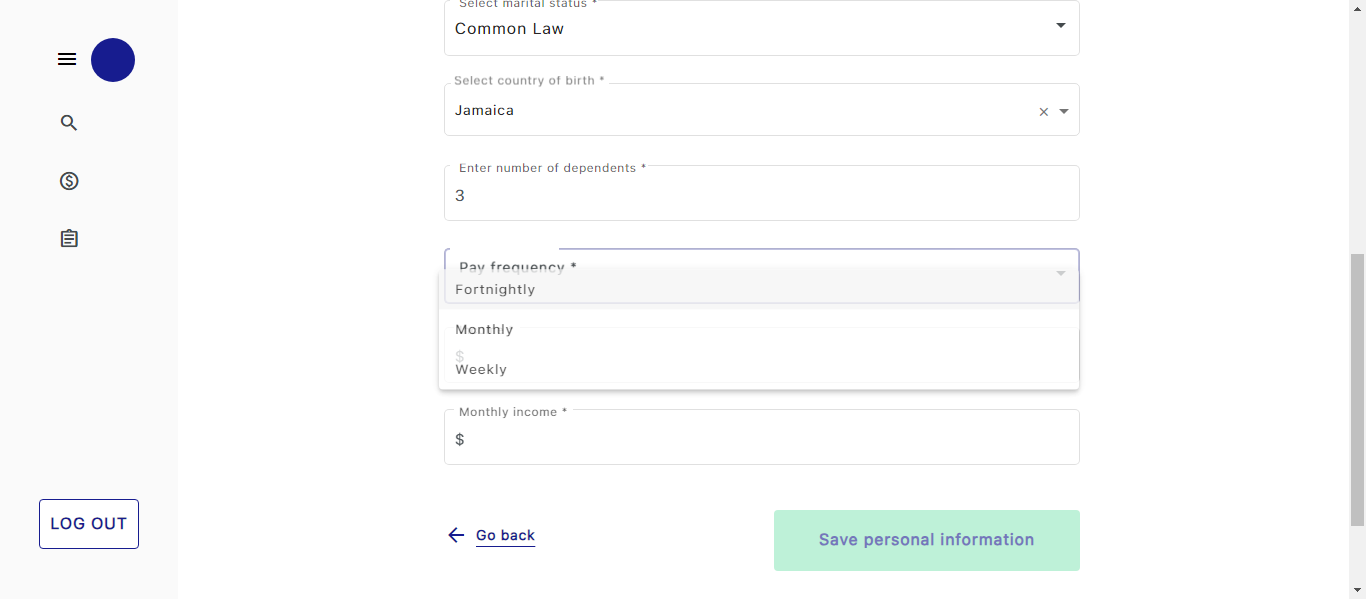 Select marital status *
Common Law
Select country of birth *
Jamaica
Enter number of dependents *
3
Pay frequency *
Fortnightly
Monthly
$
Weekly
Monthly income *
$
LOG OUT
Go back
Save personal information